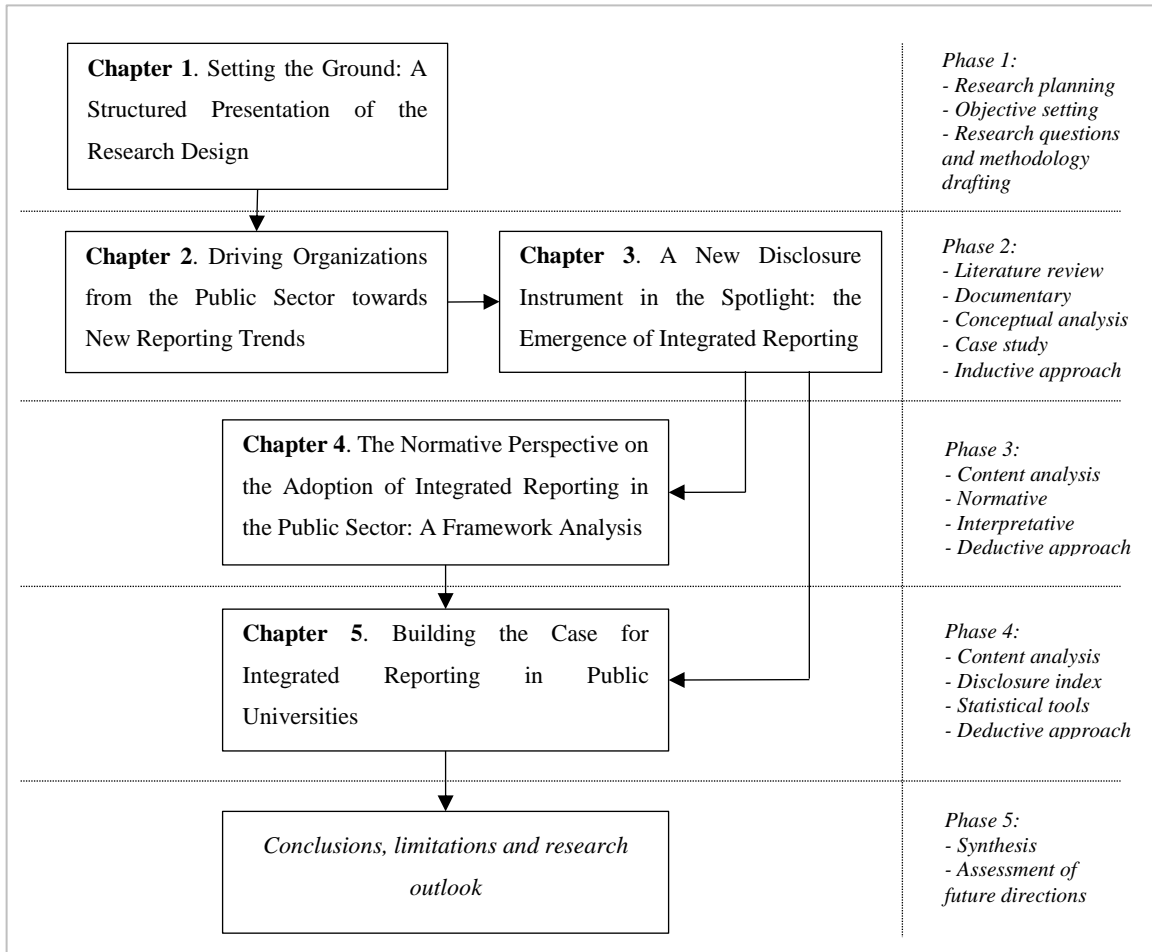 Chapter 1. Setting the Ground: A
Structured Presentation of the
Research Design
Phase 1:
- Research planning
- Objective setting
- Research questions
and methodology
drafting
Chapter 2. Driving Organizations
from the Public Sector towards
New Reporting Trends
Chapter 3. A New Disclosure
Instrument in the Spotlight: the
Emergence of Integrated Reporting
Phase 2:
- Literature review
- Documentary
- Conceptual analysis
- Case study
- Inductive approach
Chapter 4. The Normative Perspective on
the Adoption of Integrated Reporting in
the Public Sector: A Framework Analysis
Phase 3:
- Content analysis
- Normative
- Interpretative
- Deductive approach
Chapter 5. Building the Case for
Integrated Reporting in Public
Universities
Phase 4:
- Content analysis
- Disclosure index
- Statistical tools
- Deductive approach
Conclusions, limitations and research
outlook
Phase 5:
- Synthesis
- Assessment of
future directions